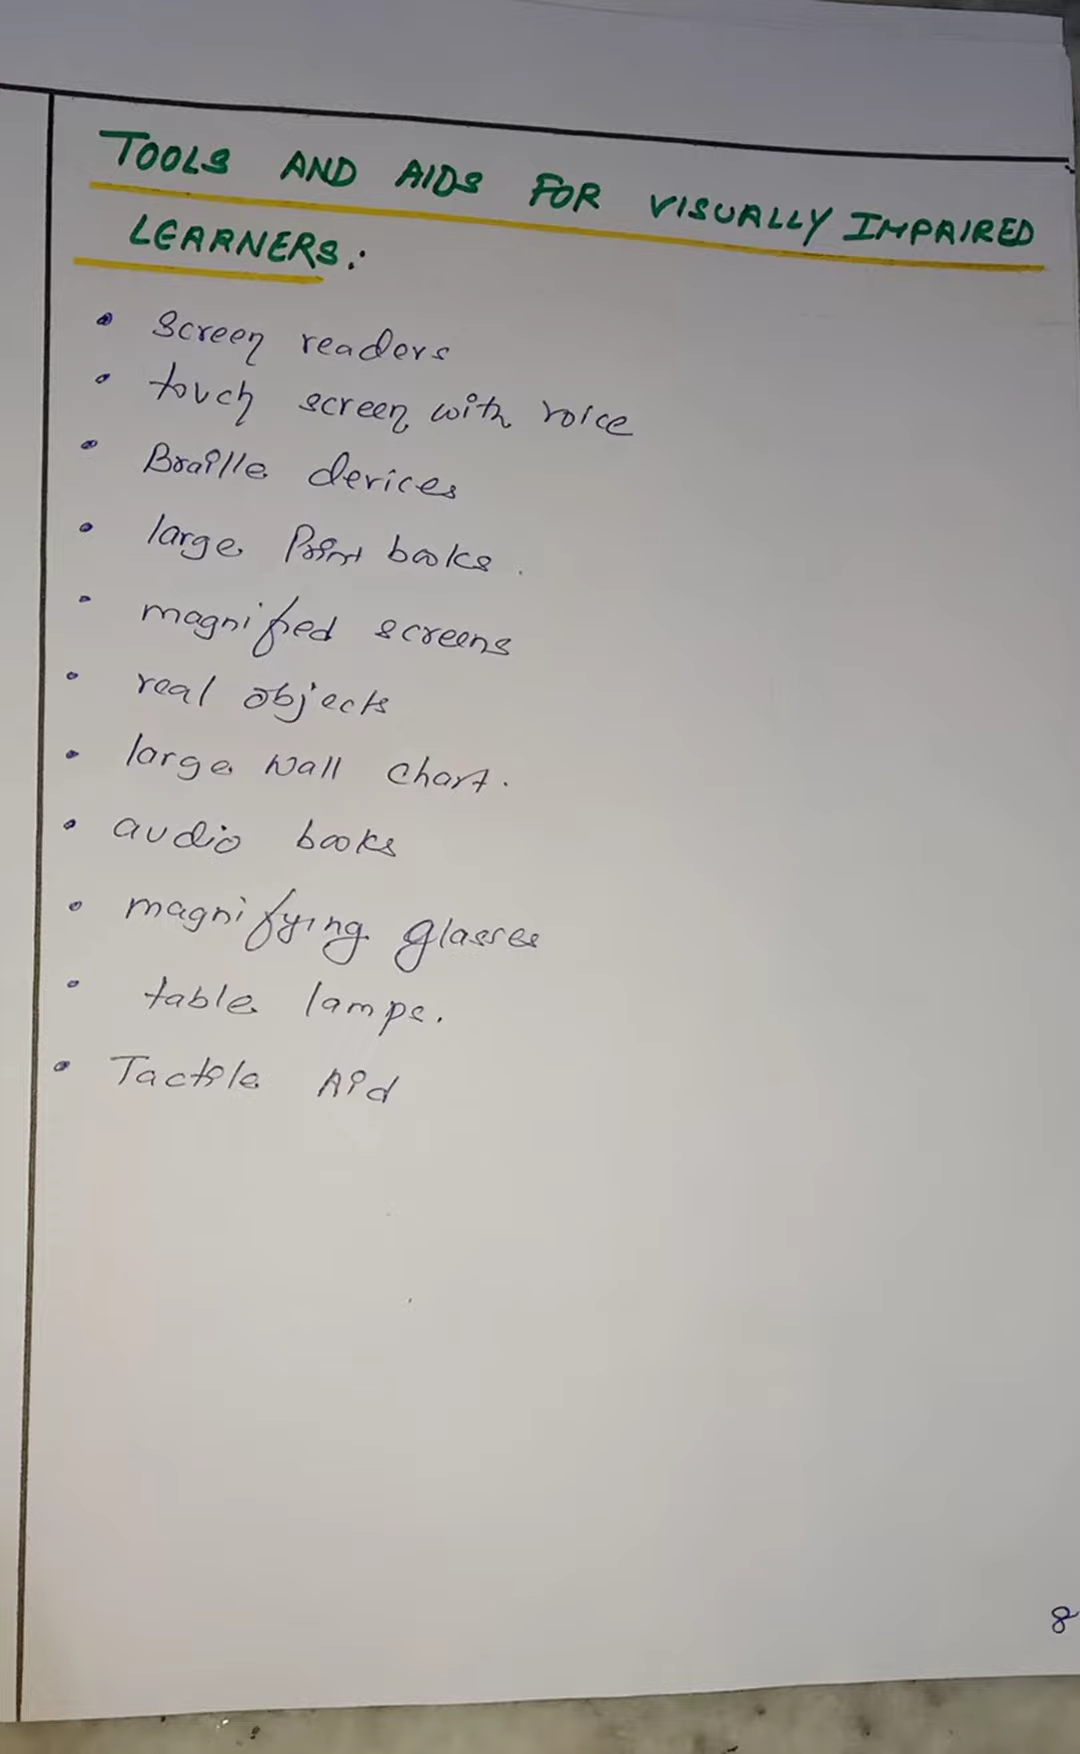 TOOLS AND AIDS FOR VISUALLY IMPAIRED
LEARNERS:
• Screen readers
• touch screen with voice
• Braille devices
• large Print books.
• magnified screens
• real objects
• large wall chart.
• audio books
• magnifying glasses
• table lamps.
• Tactile Aid
8